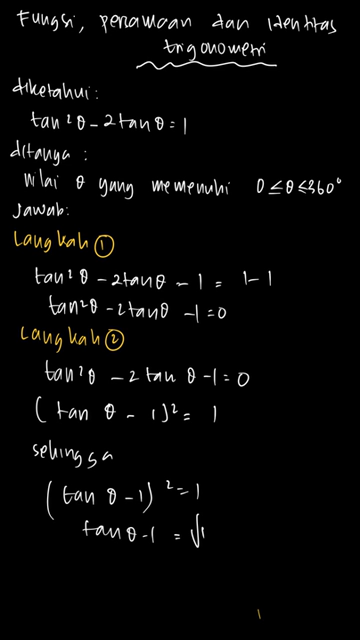 Fungsi, persamaan dan identitas
trigonometri
diketahui:
tan²θ - 2 tan θ = 1
ditanya:
Nilai θ yang memenuhi 0 ≤ θ ≤ 360°
Jawab:
Langkah ①
tan²θ - 2tanθ - 1 = 1 - 1
tan²θ - 2tanθ - 1 = 0
Langkah ②
tan²θ - 2 tan θ - 1 = 0
(tan θ - 1)² = 1
sehingga
(tan θ - 1)² = 1
tan θ - 1 = √1